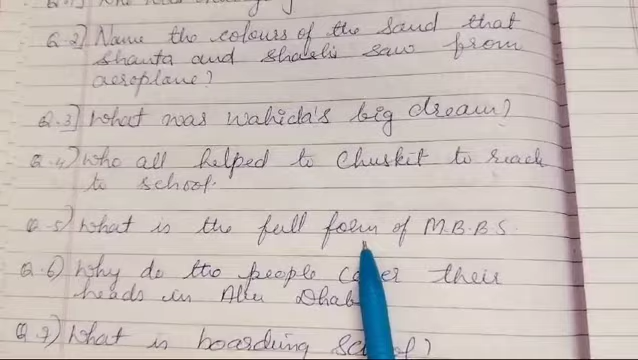 Q.2] Name the colours of the sand that
shanta and shashi saw from
aeroplane?
Q.3] what was wahida's big dream?
Q.4] who all helped to Chuskit to reach
to school.
Q.5) what is the full form of M.B.B.S.
Q.6) why do the people cover their
heads in Abu Dhabi
Q.7) what is boarding school?